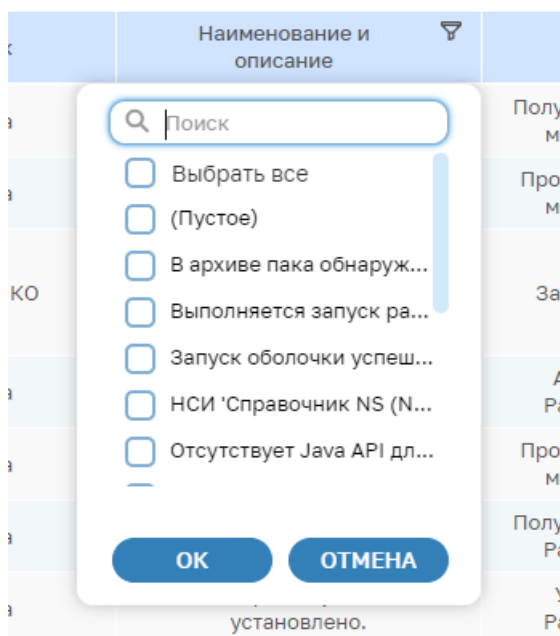 Наименование и
описание
Поиск
Выбрать все
(Пустое)
В архиве пака обнаруж...
Выполняется запуск ра...
Запуск оболочки успеш...
НСИ 'Справочник NS (N...
Отсутствует Java API дл...
ОК
ОТМЕНА
КО
установлено.